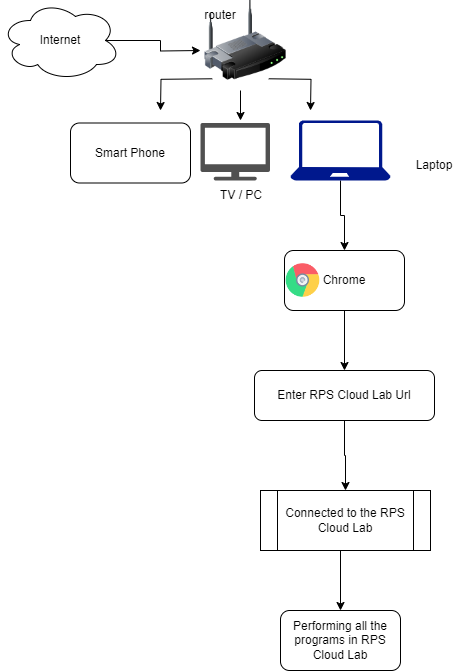 router
Internet
Smart Phone
Laptop
TV / PC
Chrome
Enter RPS Cloud Lab Url
Connected to the RPS
Cloud Lab
Performing all the
programs in RPS
Cloud Lab